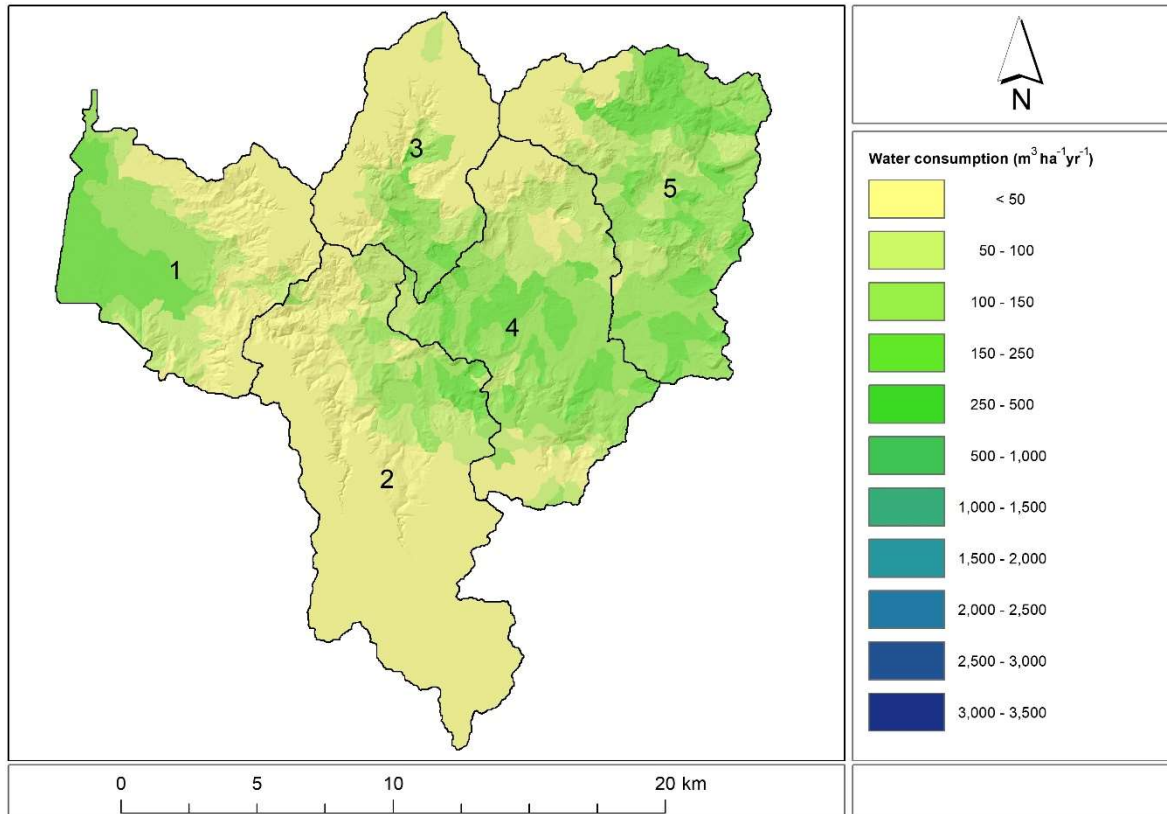 N
3
5
1
4
2
Water consumption (m³ ha⁻¹yr⁻¹)
< 50
50 - 100
100 - 150
150 - 250
250 - 500
500 - 1,000
1,000 - 1,500
1,500 - 2,000
2,000 - 2,500
2,500 - 3,000
3,000 - 3,500
0 5 10 20 km